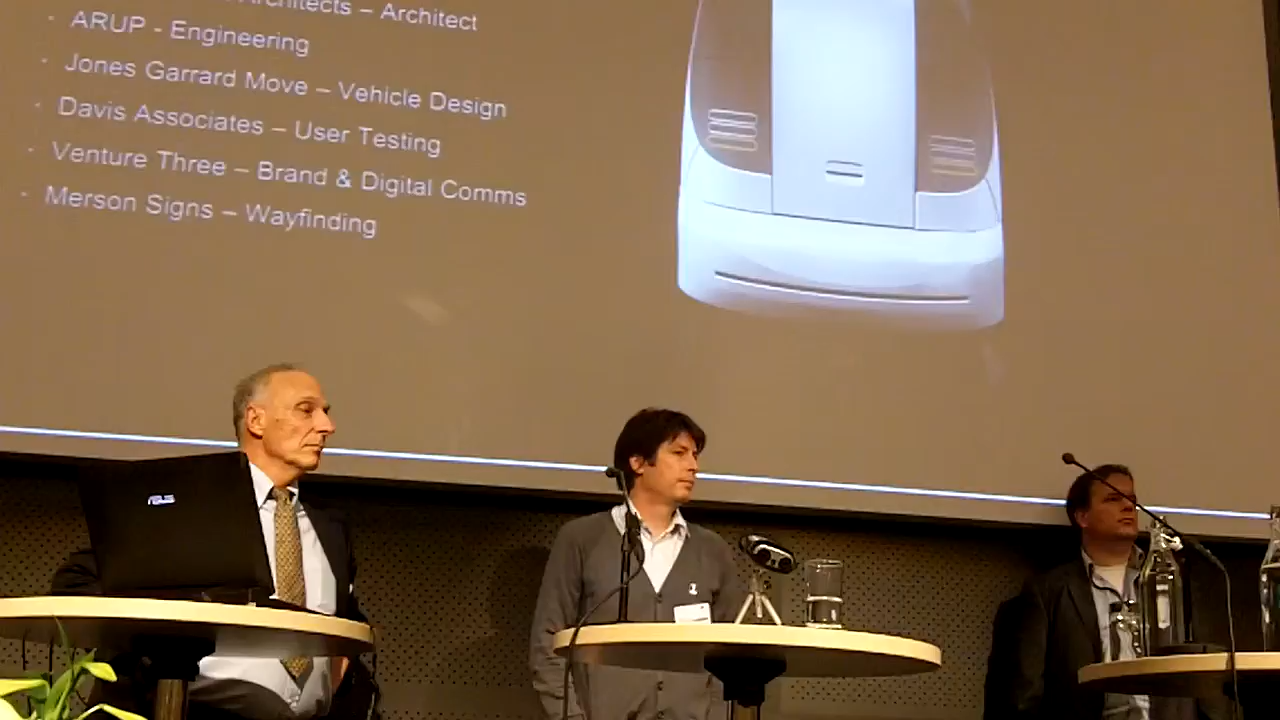 Architects – Architect
ARUP - Engineering
Jones Garrard Move – Vehicle Design
Davis Associates – User Testing
Venture Three – Brand & Digital Comms
Merson Signs – Wayfinding
ASUS